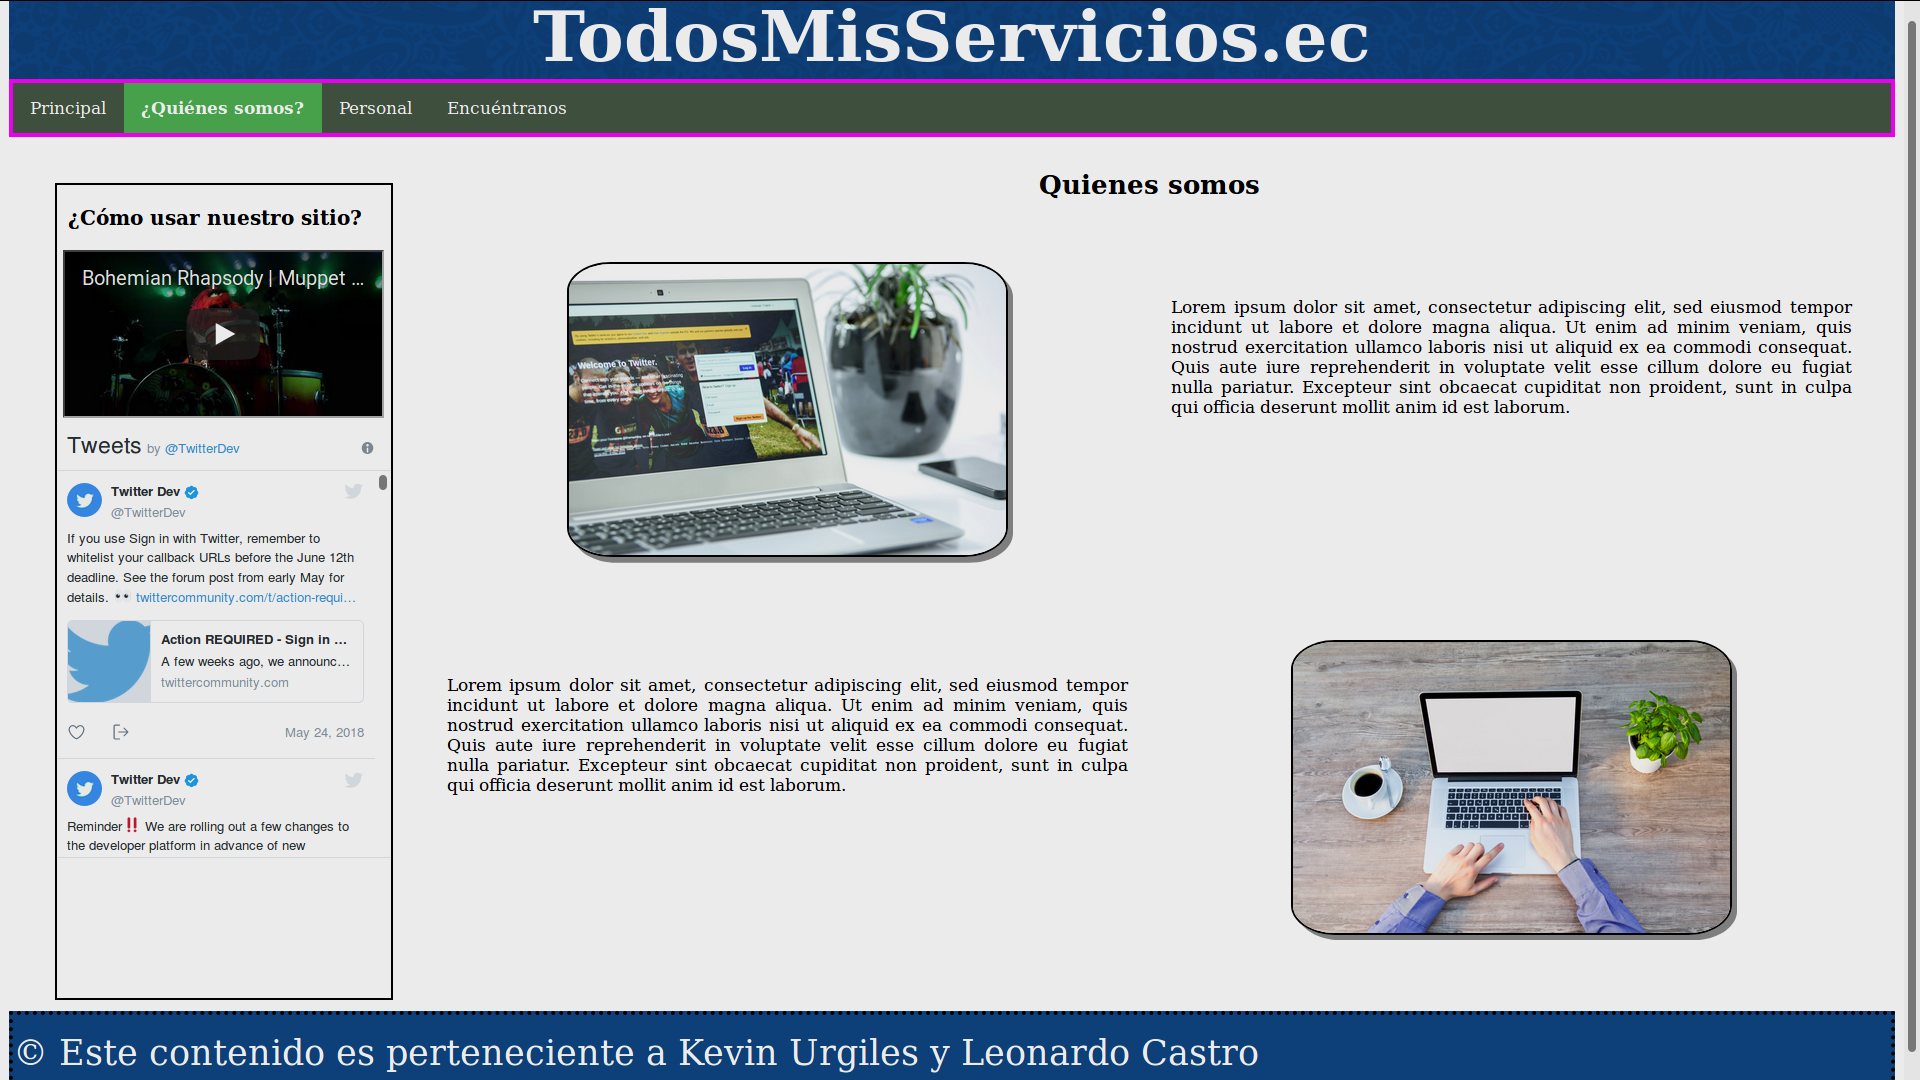 TodosMisServicios.ec
Principal
¿Quiénes somos?
Personal
Encuéntranos
¿Cómo usar nuestro sitio?
Bohemian Rhapsody | Muppet ...
Tweets by @TwitterDev
Twitter Dev
@TwitterDev
If you use Sign in with Twitter, remember to
whitelist your callback URLs before the June 12th
deadline. See the forum post from early May for
details. 👀 twittercommunity.com/t/action-requi…
Action REQUIRED - Sign in …
A few weeks ago, we announc…
twittercommunity.com
May 24, 2018
Twitter Dev
@TwitterDev
Reminder‼️ We are rolling out a few changes to
the developer platform in advance of new
Quienes somos
Welcome to Twitter.
Lorem ipsum dolor sit amet, consectetur adipiscing elit, sed eiusmod tempor
incidunt ut labore et dolore magna aliqua. Ut enim ad minim veniam, quis
nostrud exercitation ullamco laboris nisi ut aliquid ex ea commodi consequat.
Quis aute iure reprehenderit in voluptate velit esse cillum dolore eu fugiat
nulla pariatur. Excepteur sint obcaecat cupiditat non proident, sunt in culpa
qui officia deserunt mollit anim id est laborum.
Lorem ipsum dolor sit amet, consectetur adipiscing elit, sed eiusmod tempor
incidunt ut labore et dolore magna aliqua. Ut enim ad minim veniam, quis
nostrud exercitation ullamco laboris nisi ut aliquid ex ea commodi consequat.
Quis aute iure reprehenderit in voluptate velit esse cillum dolore eu fugiat
nulla pariatur. Excepteur sint obcaecat cupiditat non proident, sunt in culpa
qui officia deserunt mollit anim id est laborum.
© Este contenido es perteneciente a Kevin Urgiles y Leonardo Castro